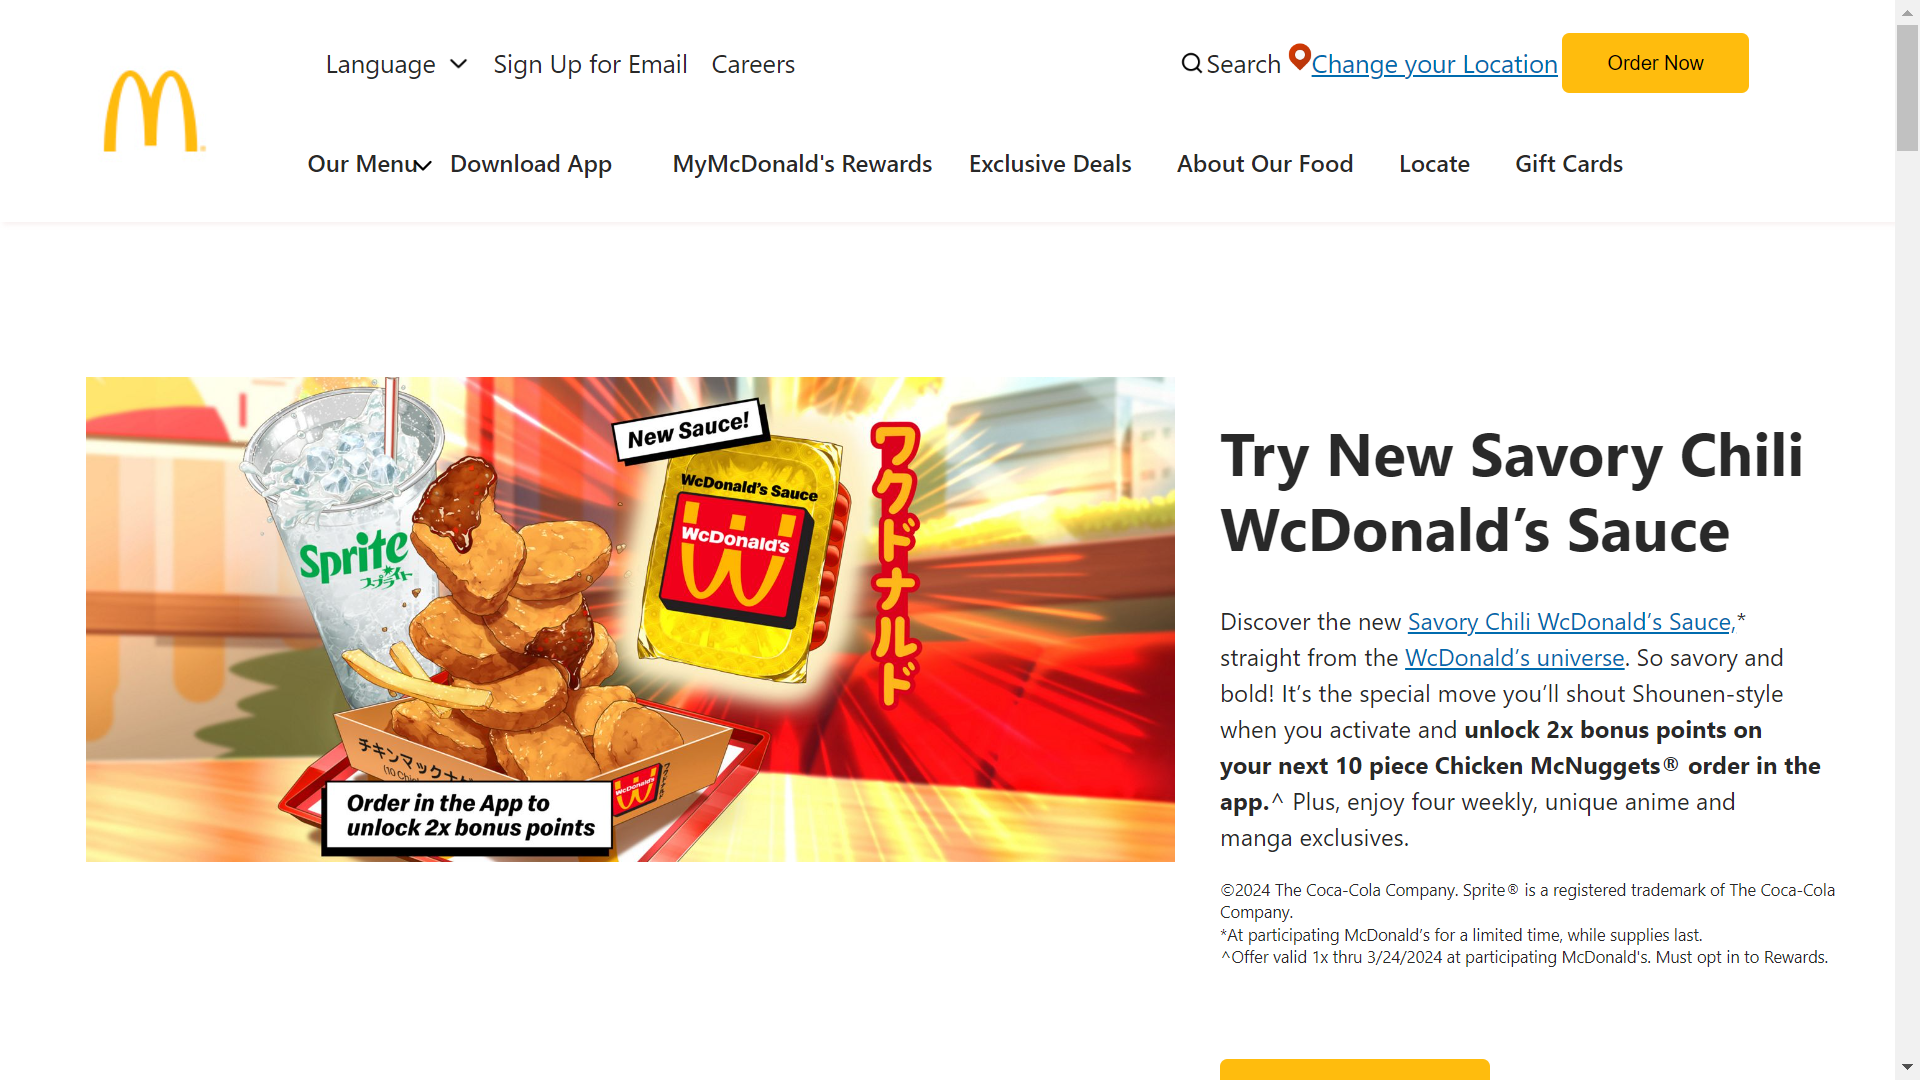 Language
Sign Up for Email
Careers
Search
Change your Location
Order Now
Our Menu
Download App
MyMcDonald's Rewards
Exclusive Deals
About Our Food
Locate
Gift Cards
New Sauce!
WcDonald's Sauce
WcDonald's
ワクドナルド
Sprite
スプライト
チキンマックナゲ
(10 Chic
WcDonald's
Order in the App to
unlock 2x bonus points
Try New Savory Chili
WcDonald’s Sauce
Discover the new Savory Chili WcDonald’s Sauce,*
straight from the WcDonald’s universe. So savory and
bold! It’s the special move you’ll shout Shounen-style
when you activate and unlock 2x bonus points on
your next 10 piece Chicken McNuggets® order in the
app.^ Plus, enjoy four weekly, unique anime and
manga exclusives.
©2024 The Coca-Cola Company. Sprite® is a registered trademark of The Coca-Cola
Company.
*At participating McDonald’s for a limited time, while supplies last.
^Offer valid 1x thru 3/24/2024 at participating McDonald's. Must opt in to Rewards.